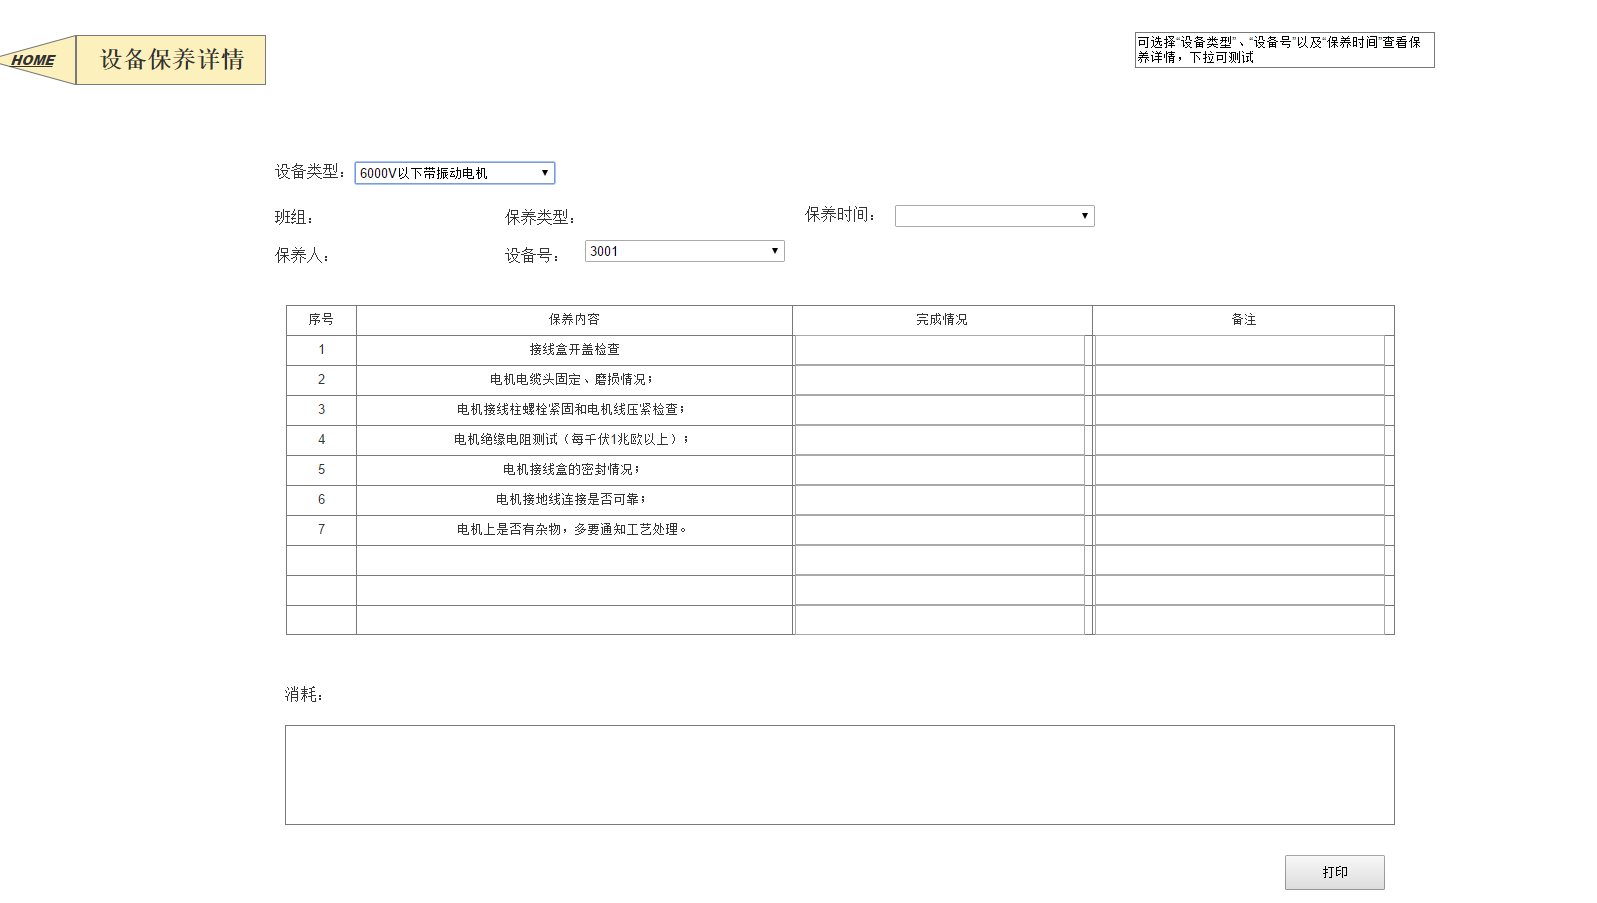 HOME
设备保养详情
可选择“设备类型”、“设备号”以及“保养时间”查看保
养详情，下拉可测试
设备类型： 6000V以下带振动电机
班组： 保养类型： 保养时间：
保养人： 设备号： 3001
序号 保养内容 完成情况 备注
1 接线盒开盖检查
2 电机电缆头固定、磨损情况；
3 电机接线柱螺栓紧固和电机线压紧检查；
4 电机绝缘电阻测试（每千伏1兆欧以上）；
5 电机接线盒的密封情况；
6 电机接地线连接是否可靠；
7 电机上是否有杂物，多要通知工艺处理。
消耗：
打印